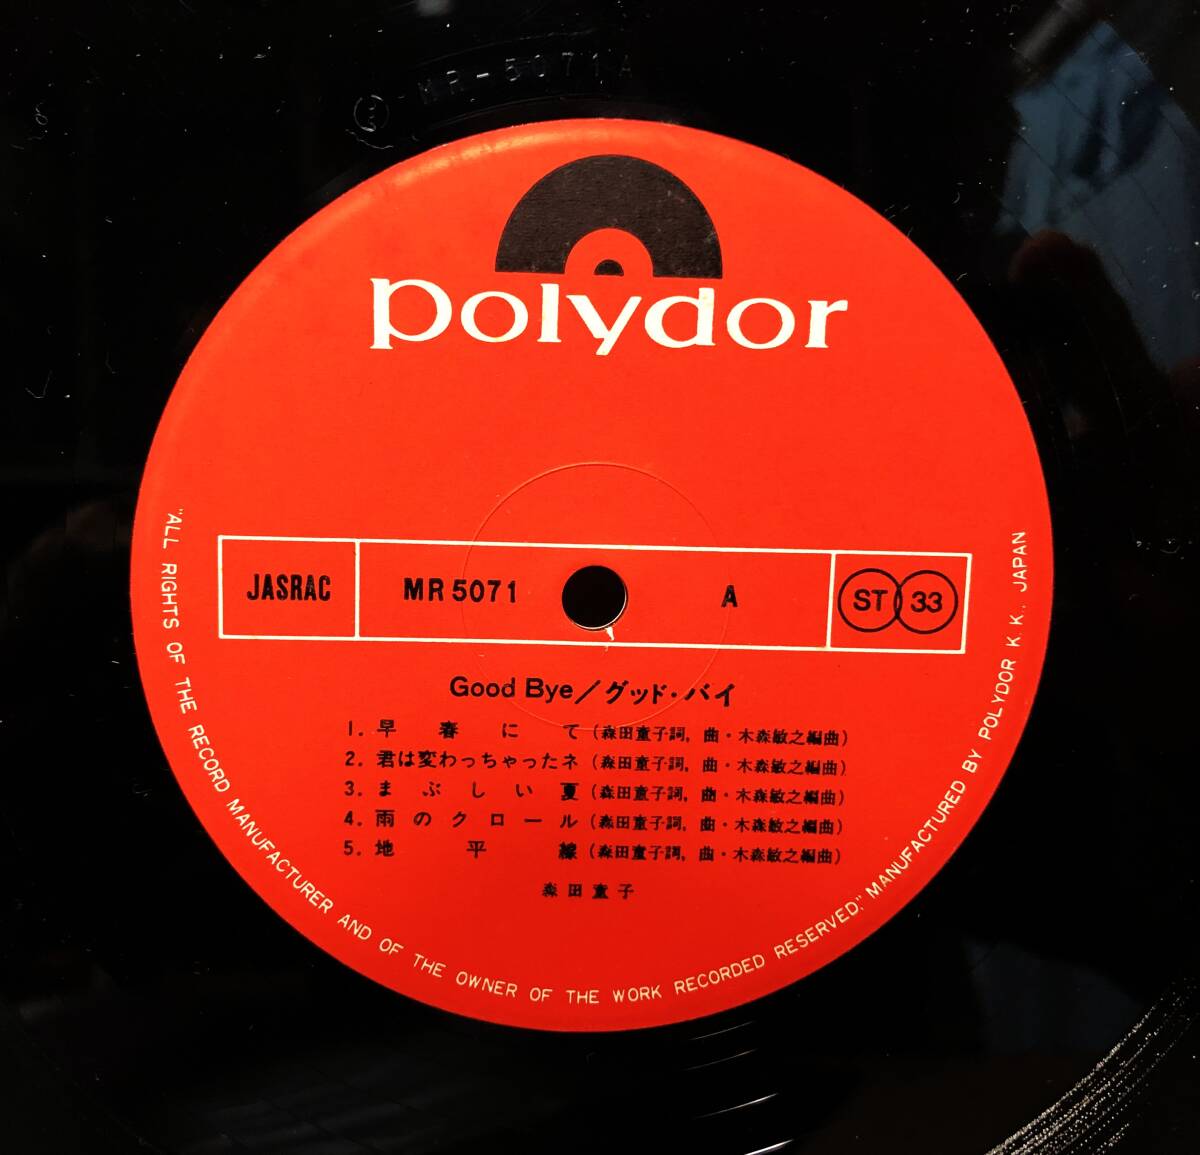 MR-5071A
polydor
JASRAC MR 5071 A ST 33
Good Bye/グッド・バイ
1. 早春にて (森田童子詞, 曲・木森敏之編曲)
2. 君は変わっちゃったネ (森田童子詞, 曲・木森敏之編曲)
3. まぶしい夏 (森田童子詞, 曲・木森敏之編曲)
4. 雨のクロール (森田童子詞, 曲・木森敏之編曲)
5. 地平線 (森田童子詞, 曲・木森敏之編曲)
森田童子
"ALL RIGHTS OF THE RECORD MANUFACTURER AND OF THE OWNER OF THE WORK RECORDED RESERVED." MANUFACTURED BY POLYDOR K. K., JAPAN